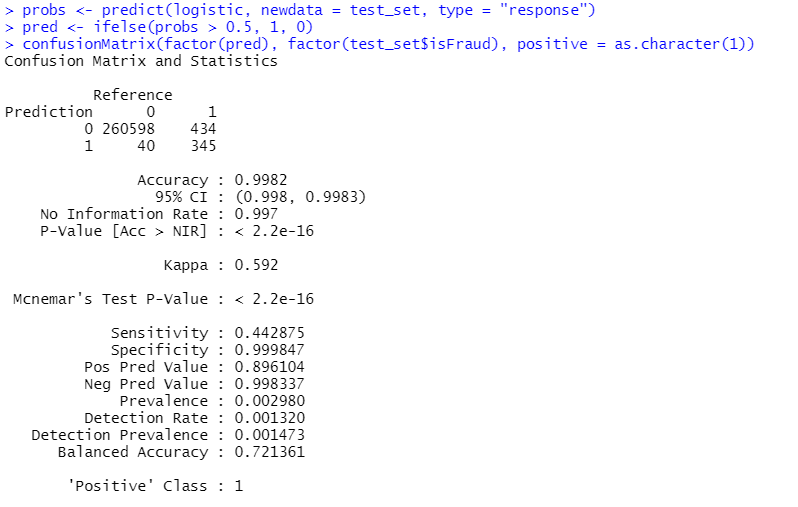 > probs <- predict(logistic, newdata = test_set, type = "response")
> pred <- ifelse(probs > 0.5, 1, 0)
> confusionMatrix(factor(pred), factor(test_set$isFraud), positive = as.character(1))
Confusion Matrix and Statistics
Reference
Prediction 0 1
0 260598 434
1 40 345
Accuracy : 0.9982
95% CI : (0.998, 0.9983)
No Information Rate : 0.997
P-Value [Acc > NIR] : < 2.2e-16
Kappa : 0.592
Mcnemar's Test P-Value : < 2.2e-16
Sensitivity : 0.442875
Specificity : 0.999847
Pos Pred Value : 0.896104
Neg Pred Value : 0.998337
Prevalence : 0.002980
Detection Rate : 0.001320
Detection Prevalence : 0.001473
Balanced Accuracy : 0.721361
'Positive' Class : 1